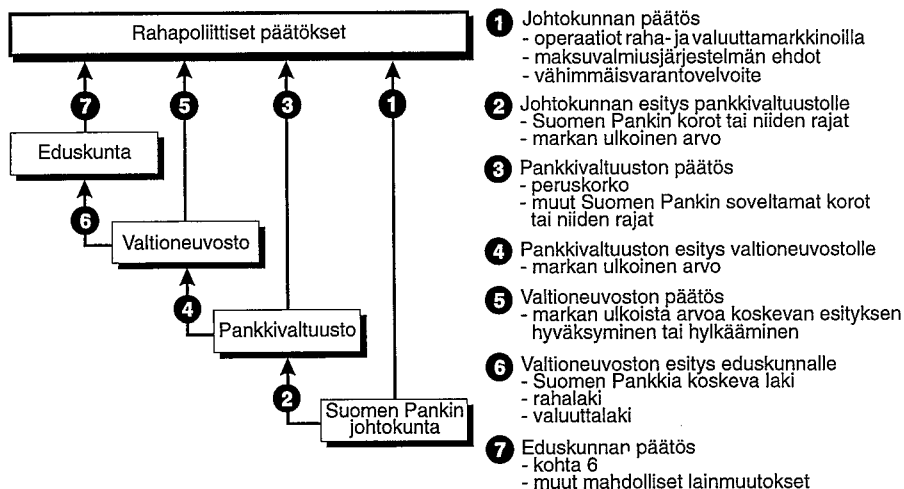 Rahapoliittiset päätökset
7
5
3
1
Eduskunta
6
Valtioneuvosto
4
Pankkivaltuusto
2
Suomen Pankin
johtokunta
1 Johtokunnan päätös
- operaatiot raha- ja valuuttamarkkinoilla
- maksuvalmiusjärjestelmän ehdot
- vähimmäisvarantovelvoite
2 Johtokunnan esitys pankkivaltuustolle
- Suomen Pankin korot tai niiden rajat
- markan ulkoinen arvo
3 Pankkivaltuuston päätös
- peruskorko
- muut Suomen Pankin soveltamat korot
tai niiden rajat
4 Pankkivaltuuston esitys valtioneuvostolle
- markan ulkoinen arvo
5 Valtioneuvoston päätös
- markan ulkoista arvoa koskevan esityksen
hyväksyminen tai hylkääminen
6 Valtioneuvoston esitys eduskunnalle
- Suomen Pankkia koskeva laki
- rahalaki
- valuuttalaki
7 Eduskunnan päätös
- kohta 6
- muut mahdolliset lainmuutokset